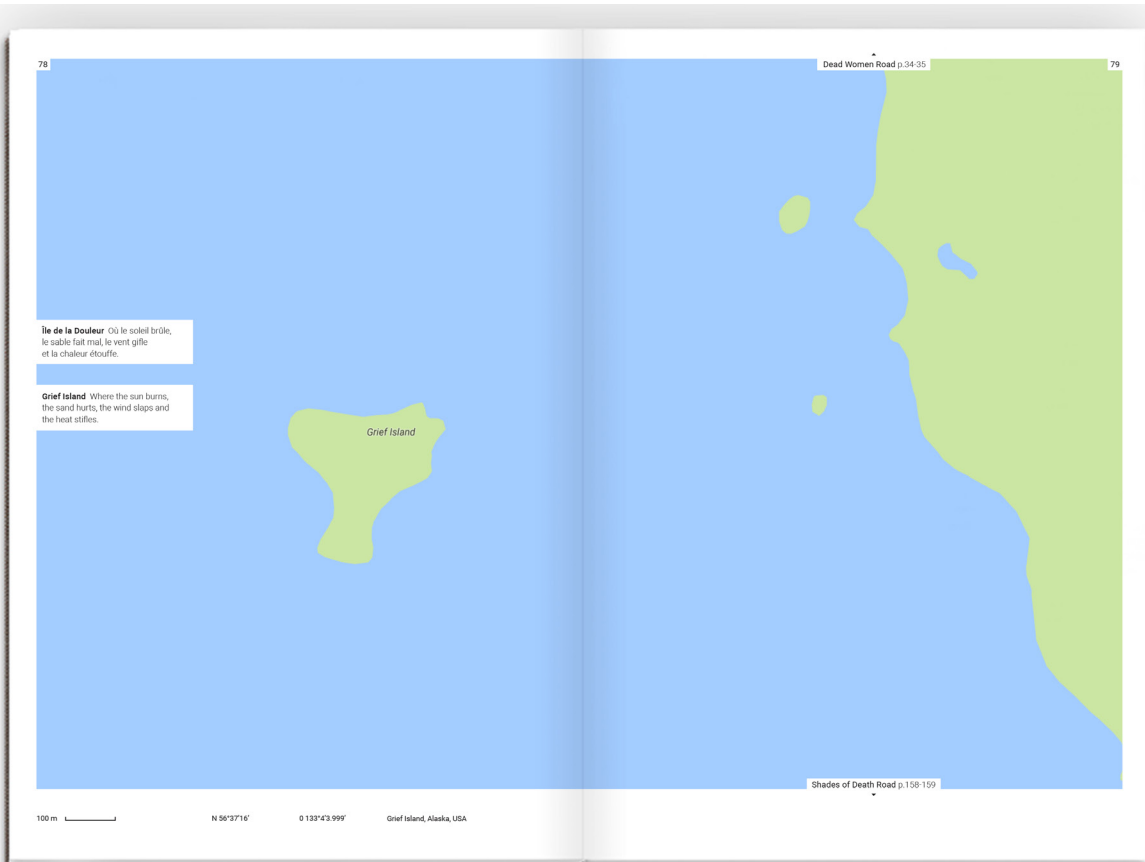 78
Dead Women Road p.34-35
79
Île de la Douleur Où le soleil brûle,
le sable fait mal, le vent gifle
et la chaleur étouffe.
Grief Island Where the sun burns,
the sand hurts, the wind slaps and
the heat stifles.
Grief Island
Shades of Death Road p.158-159
100 m
N 56°37'16'
0 133°4'3.999'
Grief Island, Alaska, USA